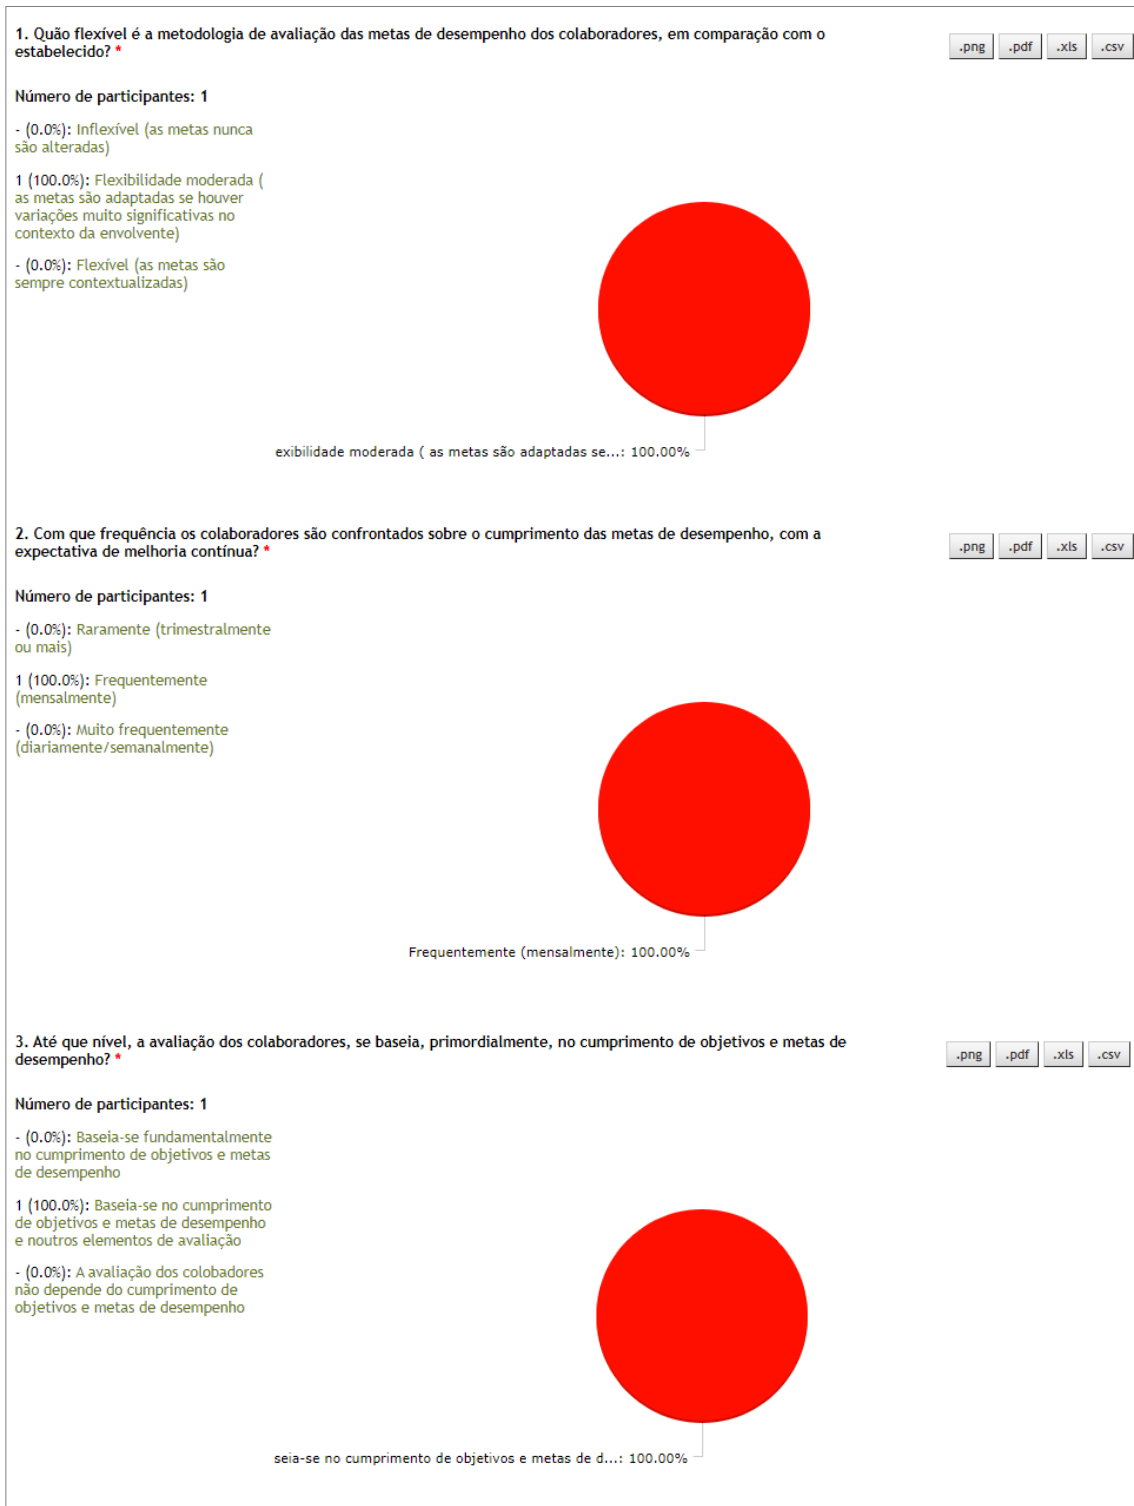 1. Quão flexível é a metodologia de avaliação das metas de desempenho dos colaboradores, em comparação com o
estabelecido? *
.png .pdf .xls .csv
Número de participantes: 1
- (0.0%): Inflexível (as metas nunca
são alteradas)
1 (100.0%): Flexibilidade moderada (
as metas são adaptadas se houver
variações muito significativas no
contexto da envolvente)
- (0.0%): Flexível (as metas são
sempre contextualizadas)
exibilidade moderada ( as metas são adaptadas se...: 100.00%
2. Com que frequência os colaboradores são confrontados sobre o cumprimento das metas de desempenho, com a
expectativa de melhoria contínua? *
.png .pdf .xls .csv
Número de participantes: 1
- (0.0%): Raramente (trimestralmente
ou mais)
1 (100.0%): Frequentemente
(mensalmente)
- (0.0%): Muito frequentemente
(diariamente/semanalmente)
Frequentemente (mensalmente): 100.00%
3. Até que nível, a avaliação dos colaboradores, se baseia, primordialmente, no cumprimento de objetivos e metas de
desempenho? *
.png .pdf .xls .csv
Número de participantes: 1
- (0.0%): Baseia-se fundamentalmente
no cumprimento de objetivos e metas
de desempenho
1 (100.0%): Baseia-se no cumprimento
de objetivos e metas de desempenho
e noutros elementos de avaliação
- (0.0%): A avaliação dos colobadores
não depende do cumprimento de
objetivos e metas de desempenho
seia-se no cumprimento de objetivos e metas de d...: 100.00%